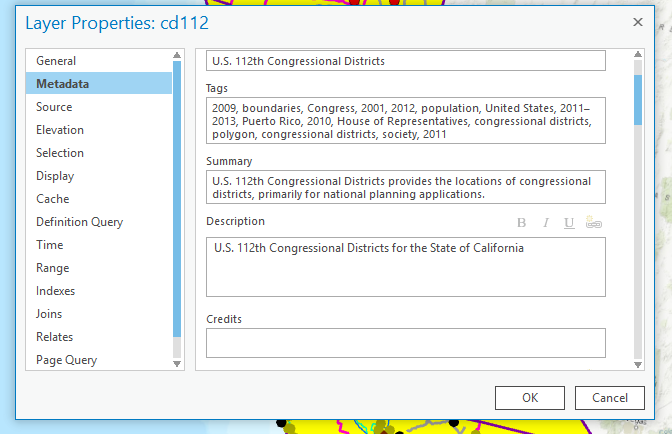 Layer Properties: cd112
General
Metadata
Source
Elevation
Selection
Display
Cache
Definition Query
Time
Range
Indexes
Joins
Relates
Page Query
U.S. 112th Congressional Districts
Tags
2009, boundaries, Congress, 2001, 2012, population, United States, 2011–
2013, Puerto Rico, 2010, House of Representatives, congressional districts,
polygon, congressional districts, society, 2011
Summary
U.S. 112th Congressional Districts provides the locations of congressional
districts, primarily for national planning applications.
Description
B I U
U.S. 112th Congressional Districts for the State of California
Credits
OK Cancel